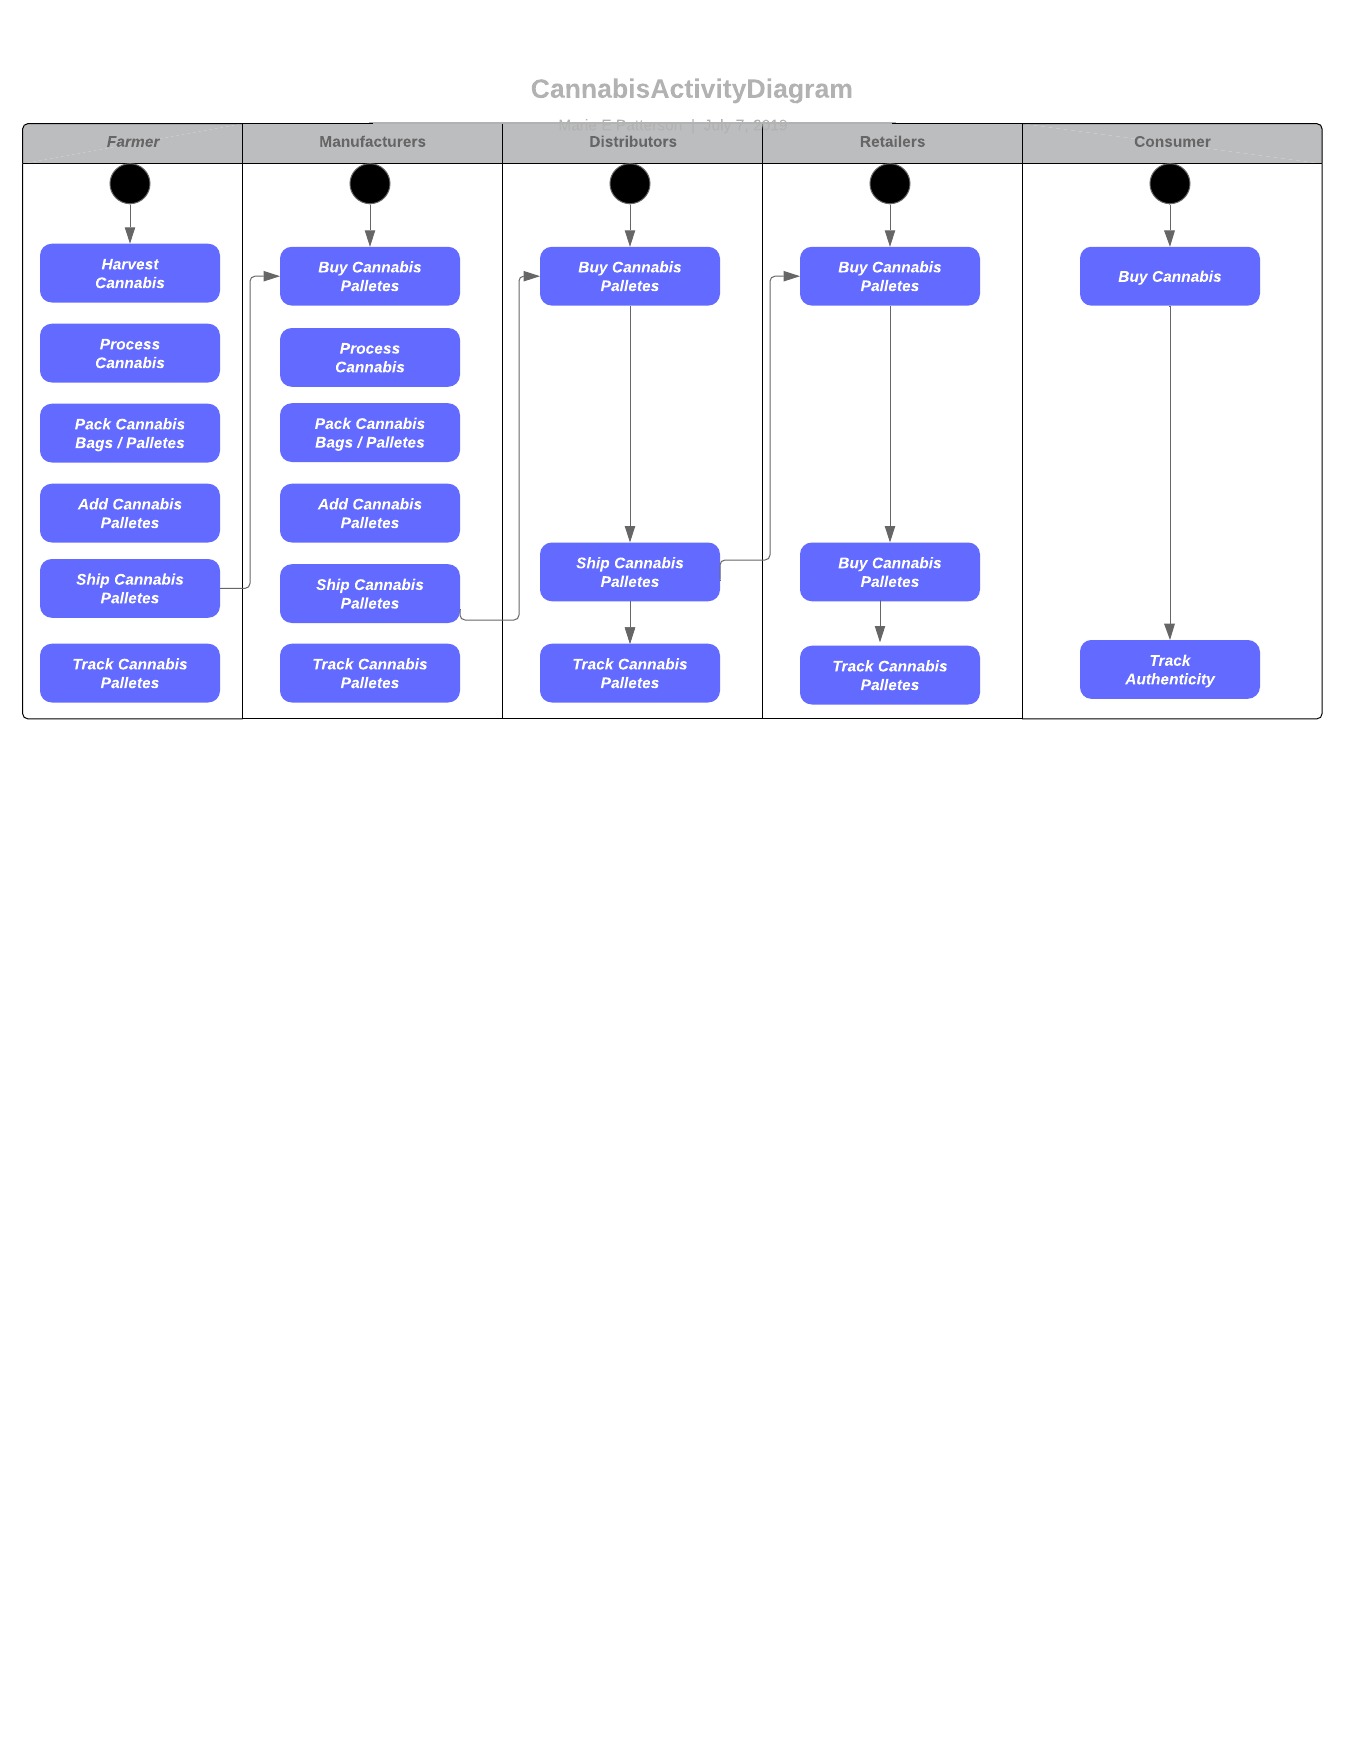 CannabisActivityDiagram
Marie E Patterson | July 7, 2019
Farmer
Manufacturers
Distributors
Retailers
Consumer
Harvest
Cannabis
Process
Cannabis
Pack Cannabis
Bags / Palletes
Add Cannabis
Palletes
Ship Cannabis
Palletes
Track Cannabis
Palletes
Buy Cannabis
Palletes
Process
Cannabis
Pack Cannabis
Bags / Palletes
Add Cannabis
Palletes
Ship Cannabis
Palletes
Track Cannabis
Palletes
Buy Cannabis
Palletes
Ship Cannabis
Palletes
Track Cannabis
Palletes
Buy Cannabis
Palletes
Buy Cannabis
Palletes
Track Cannabis
Palletes
Buy Cannabis
Track
Authenticity